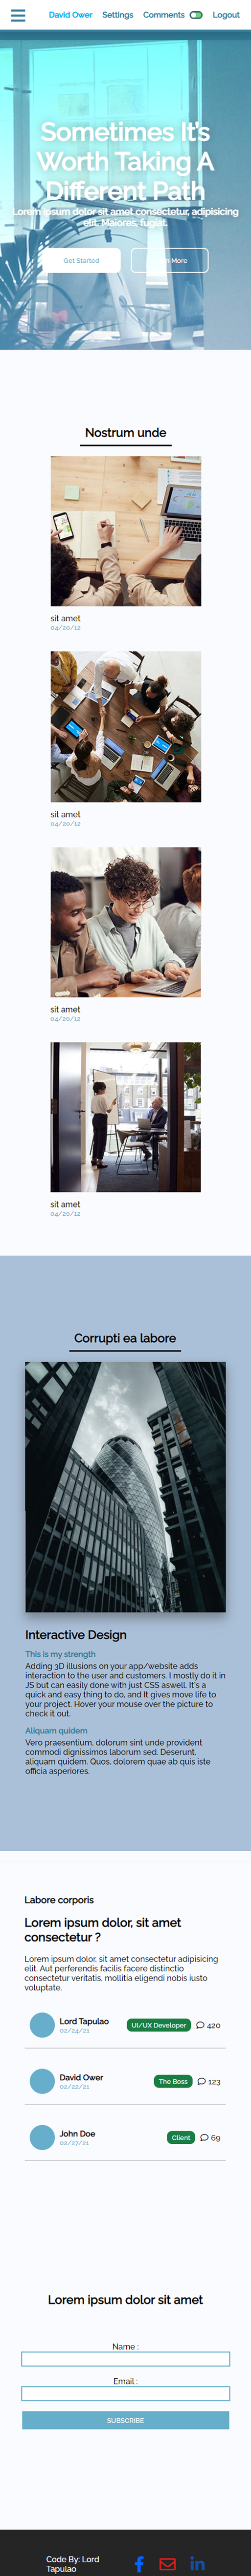 David Ower Settings Comments Logout
Sometimes It's
Worth Taking A
Different Path
Lorem ipsum dolor sit amet consectetur, adipisicing
elit. Maiores, fugiat.
Get Started More
Nostrum unde
sit amet
04/20/12
sit amet
04/20/12
sit amet
04/20/12
sit amet
04/20/12
Corrupti ea labore
Interactive Design
This is my strength
Adding 3D illusions on your app/website adds
interaction to the user and customers. I mostly do it in
JS but can easily done with just CSS aswell. It's a
quick and easy thing to do, and It gives move life to
your project. Hover your mouse over the picture to
check it out.
Aliquam quidem
Vero praesentium, dolorum sint unde provident
commodi dignissimos laborum sed. Deserunt,
aliquam quidem. Quos, dolorem quae ab quis iste
officia asperiores.
Labore corporis
Lorem ipsum dolor, sit amet
consectetur ?
Lorem ipsum dolor, sit amet consectetur adipisicing
elit. Aut perferendis facilis facere distinctio
consectetur veritatis, mollitia eligendi nobis iusto
voluptate.
Lord Tapulao UI/UX Developer 420
02/24/21
David Ower The Boss 123
02/22/21
John Doe Client 69
02/27/21
Lorem ipsum dolor sit amet
Name :
Email :
SUBSCRIBE
Code By: Lord
Tapulao